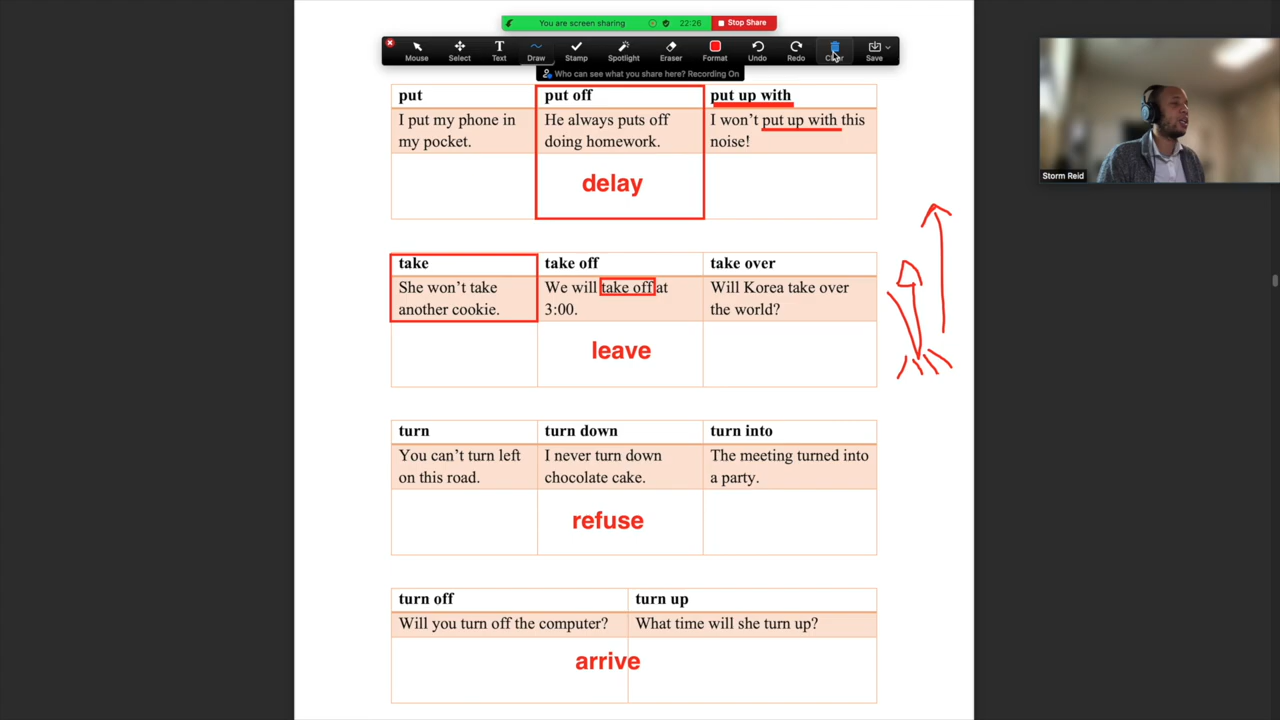 You are screen sharing 22:26 Stop Share
Mouse Select Text Draw Stamp Spotlight Eraser Format Undo Redo Clear Save
Who can see what you share here? Recording On
Storm Reid
put put off put up with
I put my phone in
my pocket.
He always puts off
doing homework.
I won't put up with this
noise!
delay
take take off take over
She won't take
another cookie.
We will take off at
3:00.
Will Korea take over
the world?
leave
turn turn down turn into
You can't turn left
on this road.
I never turn down
chocolate cake.
The meeting turned into
a party.
refuse
turn off turn up
Will you turn off the computer? What time will she turn up?
arrive